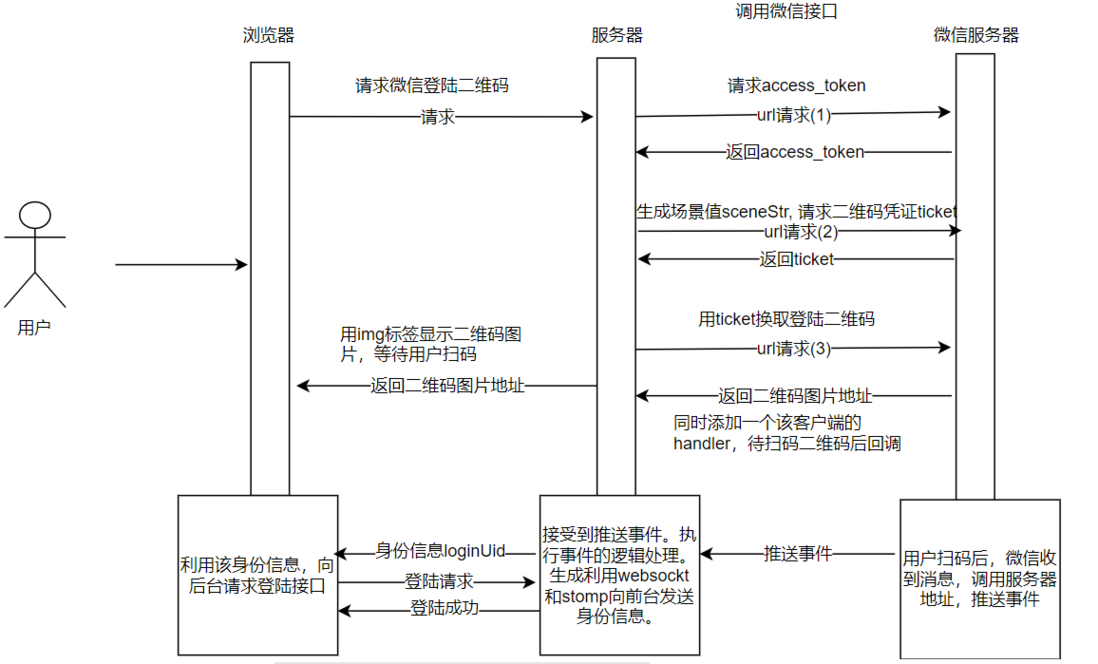 调用微信接口
浏览器
服务器
微信服务器
请求微信登陆二维码
请求
请求access_token
url请求(1)
返回access_token
生成场景值sceneStr, 请求二维码凭证ticket
url请求(2)
返回ticket
用户
用ticket换取登陆二维码
url请求(3)
用img标签显示二维码图
片，等待用户扫码
返回二维码图片地址
返回二维码图片地址
同时添加一个该客户端的
handler，待扫码二维码后回调
利用该身份信息，向
后台请求登陆接口
身份信息loginUid
登陆请求
登陆成功
接受到推送事件。执
行事件的逻辑处理。
生成利用websockt
和stomp向前台发送
身份信息。
推送事件
用户扫码后，微信收
到消息，调用服务器
地址，推送事件